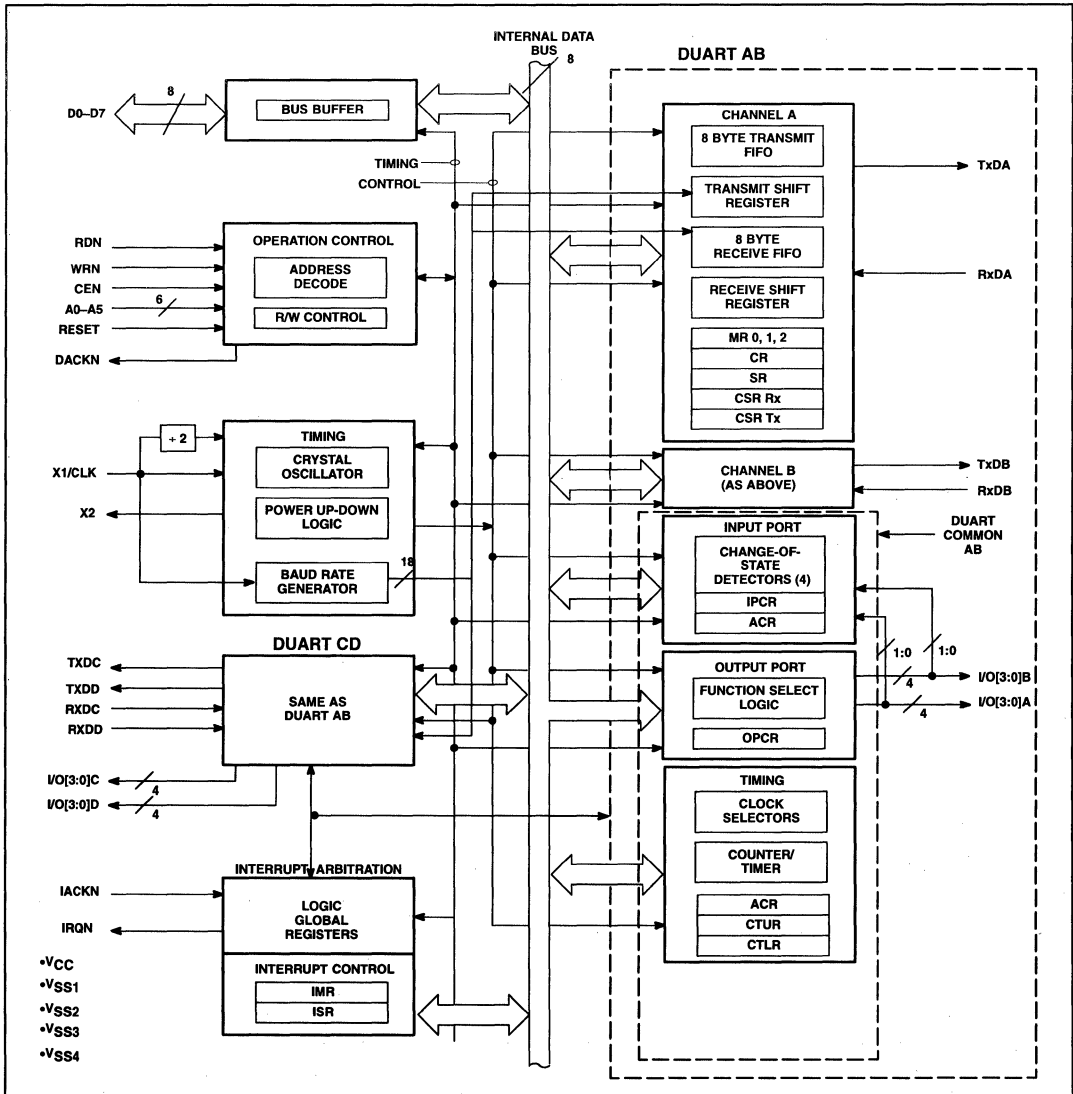 INTERNAL DATA
BUS
8
DUART AB
D0–D7
8
BUS BUFFER
TIMING
CONTROL
CHANNEL A
8 BYTE TRANSMIT
FIFO
TRANSMIT SHIFT
REGISTER
8 BYTE
RECEIVE FIFO
RECEIVE SHIFT
REGISTER
MR 0, 1, 2
CR
SR
CSR Rx
CSR Tx
TxDA
RxDA
RDN
WRN
CEN
A0–A5
6
RESET
DACKN
OPERATION CONTROL
ADDRESS
DECODE
R/W CONTROL
X1/CLK
X2
÷ 2
TIMING
CRYSTAL
OSCILLATOR
POWER UP-DOWN
LOGIC
BAUD RATE
GENERATOR
18
CHANNEL B
(AS ABOVE)
TxDB
RxDB
DUART
COMMON
AB
INPUT PORT
CHANGE-OF-
STATE
DETECTORS (4)
IPCR
ACR
1:0
1:0
OUTPUT PORT
FUNCTION SELECT
LOGIC
OPCR
4
I/O[3:0]B
4
I/O[3:0]A
DUART CD
TXDC
TXDD
RXDC
RXDD
SAME AS
DUART AB
I/O[3:0]C
4
I/O[3:0]D
4
TIMING
CLOCK
SELECTORS
COUNTER/
TIMER
ACR
CTUR
CTLR
INTERRUPT ARBITRATION
IACKN
IRQN
LOGIC
GLOBAL
REGISTERS
INTERRUPT CONTROL
IMR
ISR
•VCC
•VSS1
•VSS2
•VSS3
•VSS4